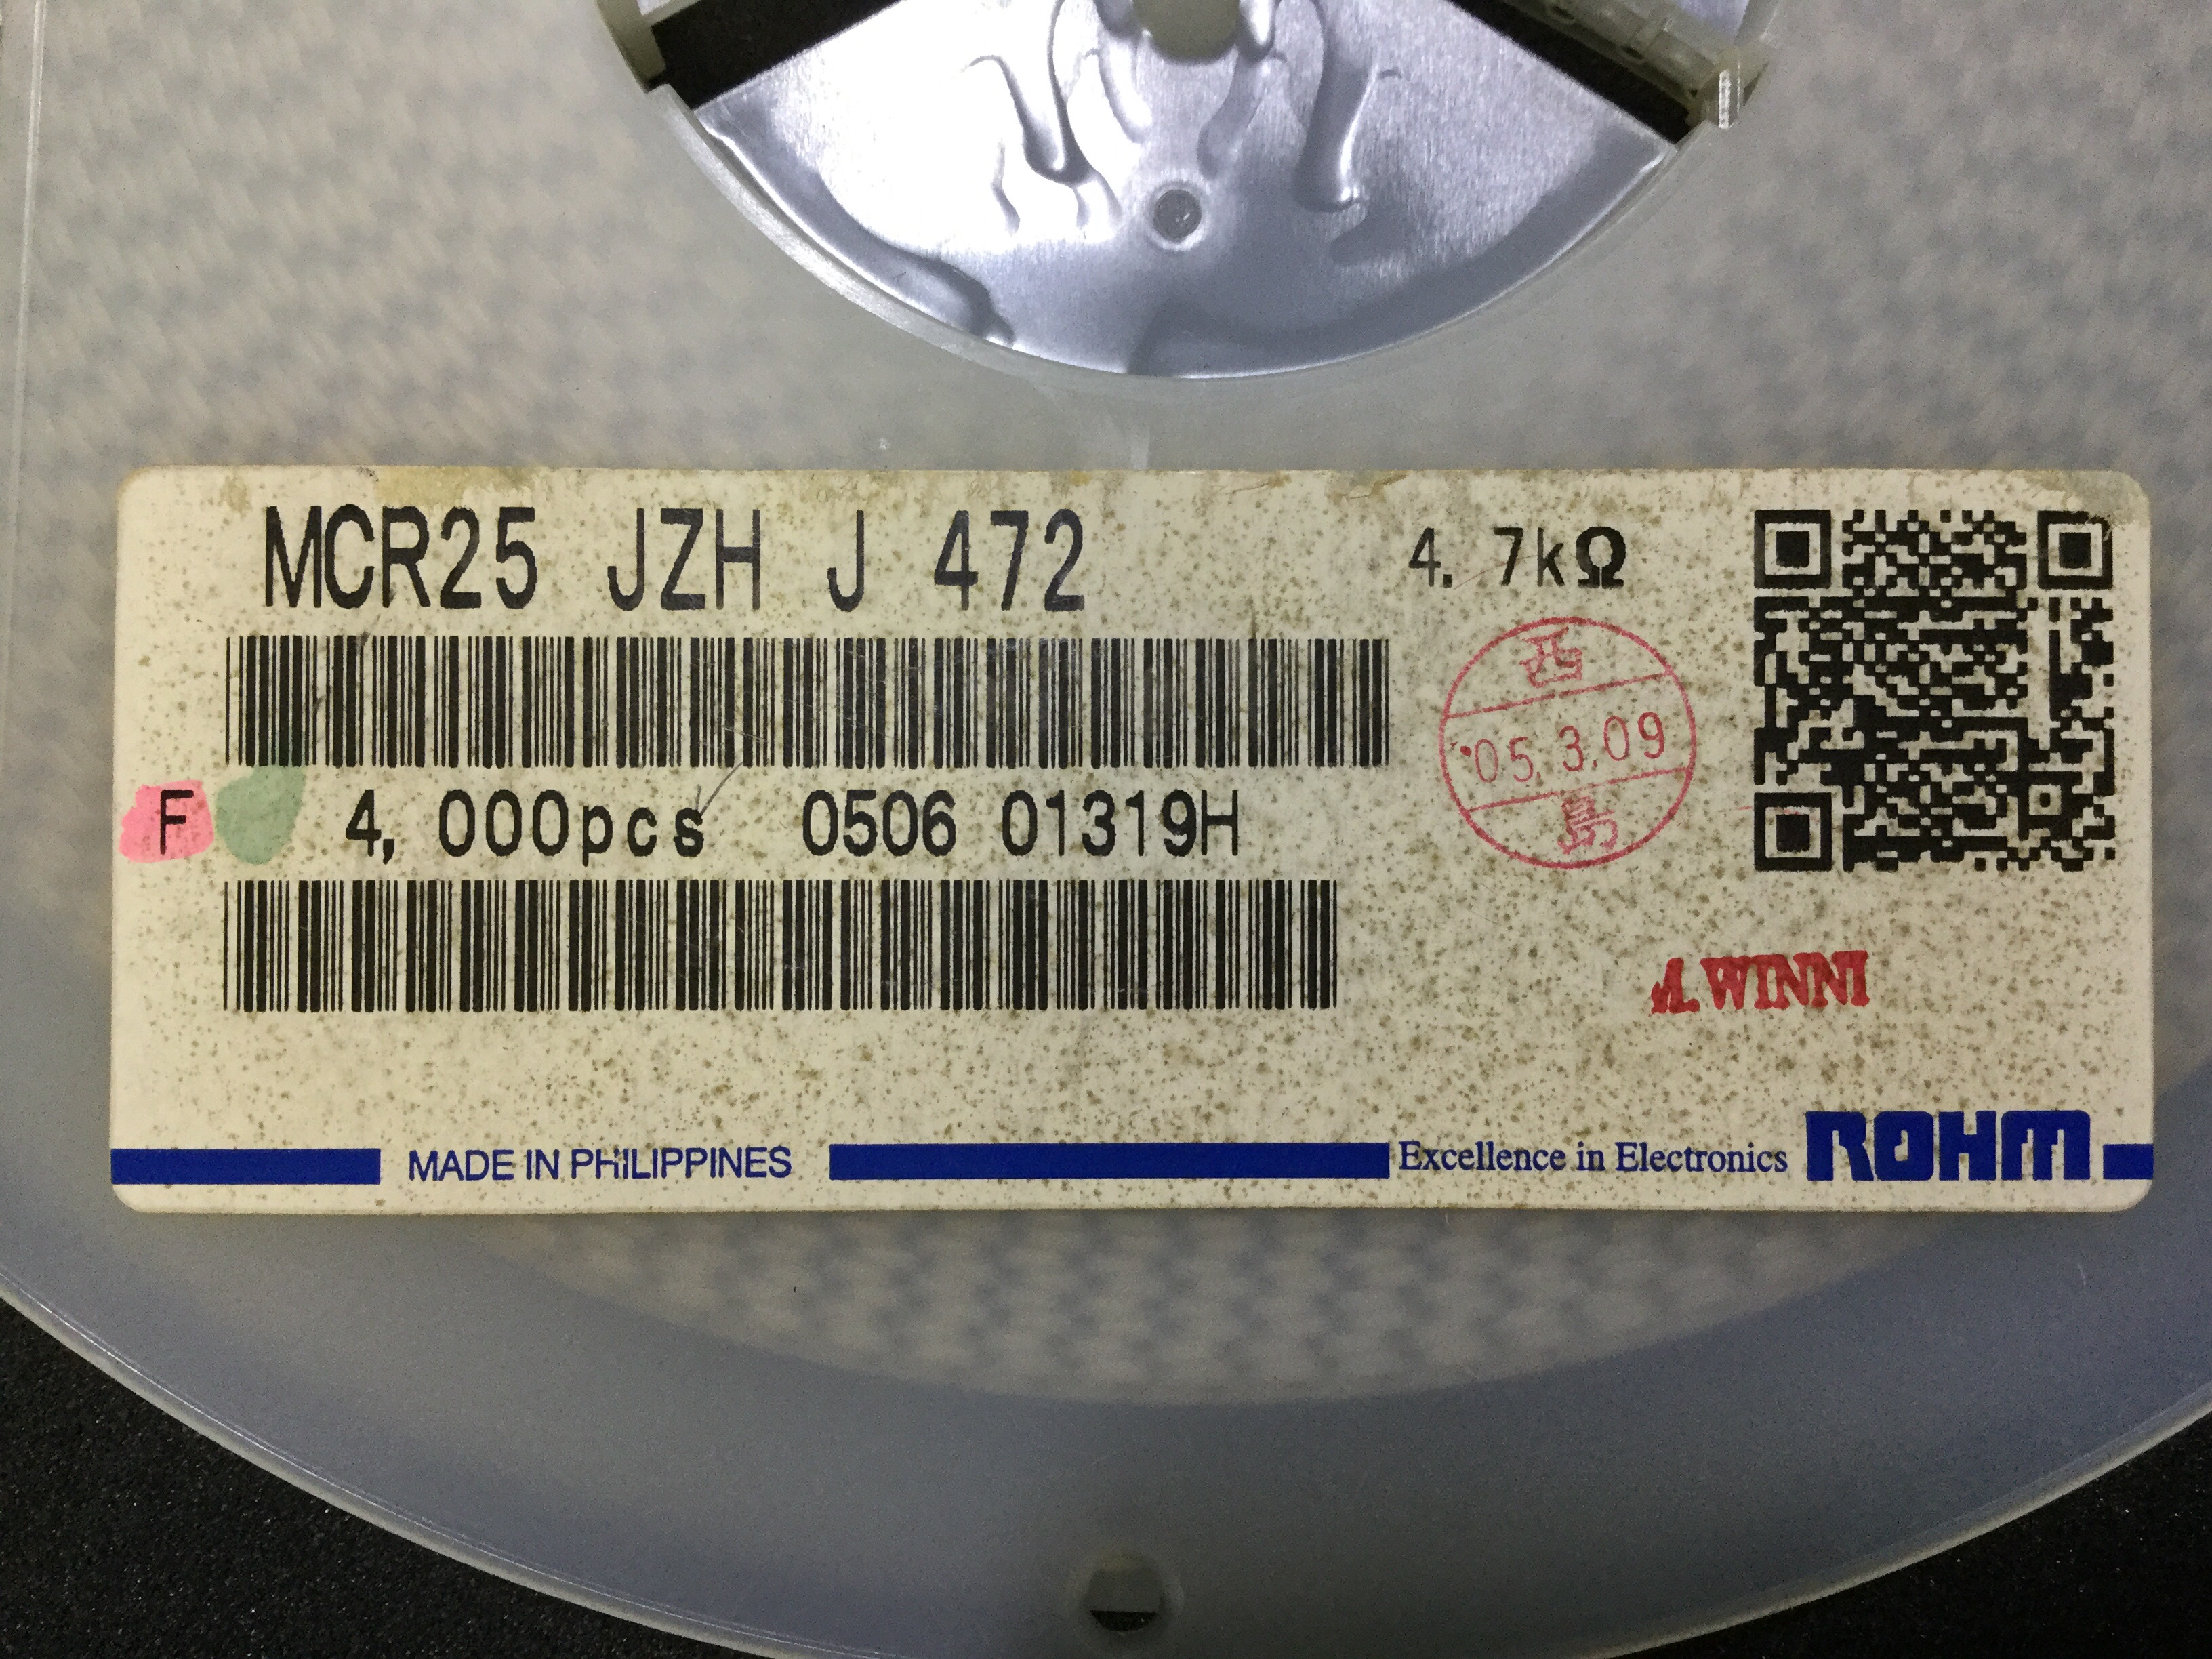 MCR25 JZH J 472
4.7kΩ
西
'05.3.09
島
F
4,000pcs
0506 01319H
WINNI
MADE IN PHILIPPINES
Excellence in Electronics
ROHM